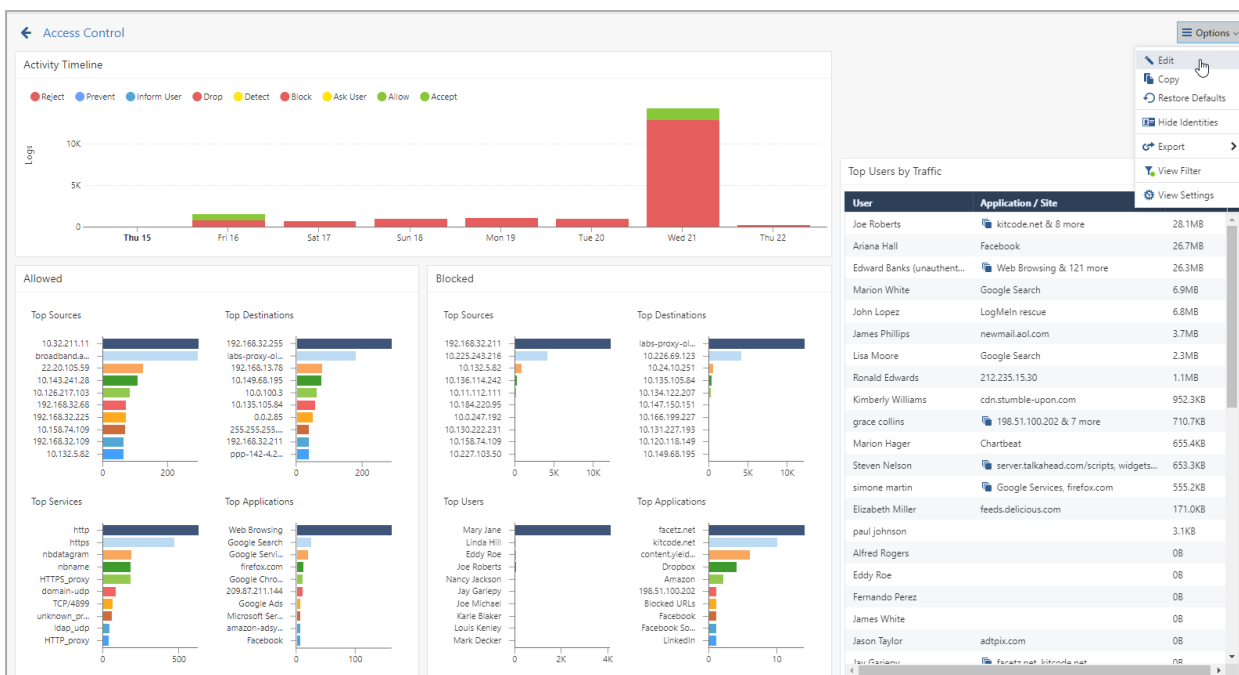 Access Control
Options
Edit
Copy
Restore Defaults
Hide Identities
Export
View Filter
View Settings
Activity Timeline
Reject Prevent Inform User Drop Detect Block Ask User Allow Accept
Logs
10K
5K
0
Thu 15 Fri 16 Sat 17 Sun 18 Mon 19 Tue 20 Wed 21 Thu 22
Allowed
Top Sources
10.32.211.11
broadband.a...
22.20.105.59
10.143.241.28
10.126.217.103
192.168.32.68
192.168.32.225
10.158.74.109
192.168.32.109
10.132.5.82
0 200
Top Destinations
192.168.32.255
labs-proxy-ol...
192.168.13.78
10.149.68.195
10.0.100.3
10.135.105.84
0.0.2.85
255.255.255....
192.168.32.211
ppp-142-4.2...
0 200
Top Services
http
https
nbdatagram
nbname
HTTPS_proxy
domain-udp
TCP/4899
unknown_pr...
ldap_udp
HTTP_proxy
0 500
Top Applications
Web Browsing
Google Search
Google Servi...
firefox.com
Google Chro...
209.87.211.144
Google Ads
Microsoft Ser...
amazon-adsy...
Facebook
0 100
Blocked
Top Sources
192.168.32.211
10.225.243.216
10.132.5.82
10.136.114.242
10.11.112.111
10.184.220.95
10.0.247.192
10.130.222.231
10.158.74.109
10.227.103.50
0 5K 10K
Top Destinations
labs-proxy-ol...
10.226.69.123
10.24.10.251
10.135.105.84
10.134.122.207
10.147.150.151
10.166.199.227
10.131.227.193
10.120.118.149
10.149.68.195
0 5K 10K
Top Users
Mary Jane
Linda Hill
Eddy Roe
Joe Roberts
Nancy Jackson
Jay Gariepy
Joe Michael
Karie Blaker
Louis Kenley
Mark Decker
0 2K 4K
Top Applications
facetz.net
kitcode.net
content.yield...
Dropbox
Amazon
198.51.100.202
Blocked URLs
Facebook
Facebook So...
LinkedIn
0 10
Top Users by Traffic
User Application / Site
Joe Roberts kitcode.net & 8 more 28.1MB
Ariana Hall Facebook 26.7MB
Edward Banks (unauthent... Web Browsing & 121 more 26.3MB
Marion White Google Search 6.9MB
John Lopez LogMeIn rescue 6.8MB
James Phillips newmail.aol.com 3.7MB
Lisa Moore Google Search 2.3MB
Ronald Edwards 212.235.15.30 1.1MB
Kimberly Williams cdn.stumble-upon.com 952.3KB
grace collins 198.51.100.202 & 7 more 710.7KB
Marion Hager Chartbeat 655.4KB
Steven Nelson server.talkahead.com/scripts, widgets... 653.3KB
simone martin Google Services, firefox.com 555.2KB
Elizabeth Miller feeds.delicious.com 171.0KB
paul johnson 3.1KB
Alfred Rogers 0B
Eddy Roe 0B
Fernando Perez 0B
James White 0B
Jason Taylor adtpix.com 0B
Jay Gariepy facetz.net, kitcode.net 0B